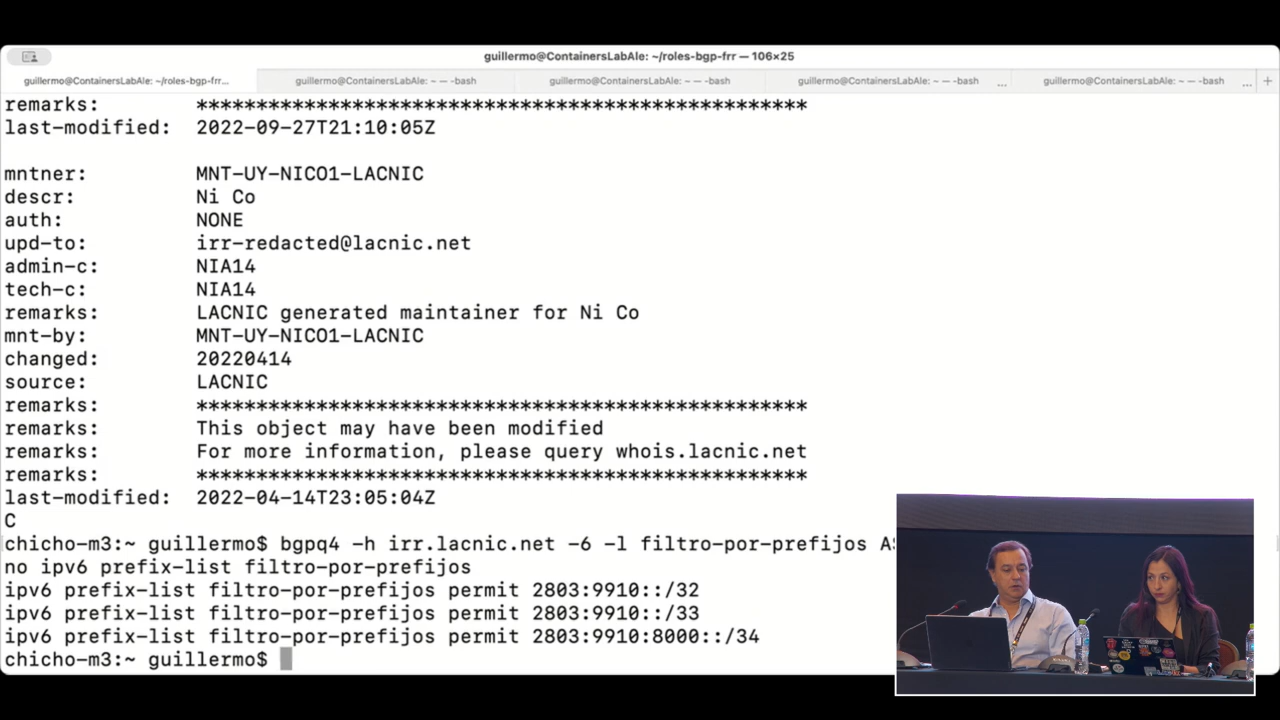 guillermo@ContainersLabAle: ~/roles-bgp-frr — 106×25
guillermo@ContainersLabAle: ~/roles-bgp-frr... guillermo@ContainersLabAle: ~ — -bash guillermo@ContainersLabAle: ~ — -bash guillermo@ContainersLabAle: ~ — -bash ... guillermo@ContainersLabAle: ~ — -bash ... +
remarks: ***************************************************
last-modified: 2022-09-27T21:10:05Z
mntner: MNT-UY-NICO1-LACNIC
descr: Ni Co
auth: NONE
upd-to: irr-redacted@lacnic.net
admin-c: NIA14
tech-c: NIA14
remarks: LACNIC generated maintainer for Ni Co
mnt-by: MNT-UY-NICO1-LACNIC
changed: 20220414
source: LACNIC
remarks: ***************************************************
remarks: This object may have been modified
remarks: For more information, please query whois.lacnic.net
remarks: ***************************************************
last-modified: 2022-04-14T23:05:04Z
C
chicho-m3:~ guillermo$ bgpq4 -h irr.lacnic.net -6 -l filtro-por-prefijos
no ipv6 prefix-list filtro-por-prefijos
ipv6 prefix-list filtro-por-prefijos permit 2803:9910::/32
ipv6 prefix-list filtro-por-prefijos permit 2803:9910::/33
ipv6 prefix-list filtro-por-prefijos permit 2803:9910:8000::/34
chicho-m3:~ guillermo$